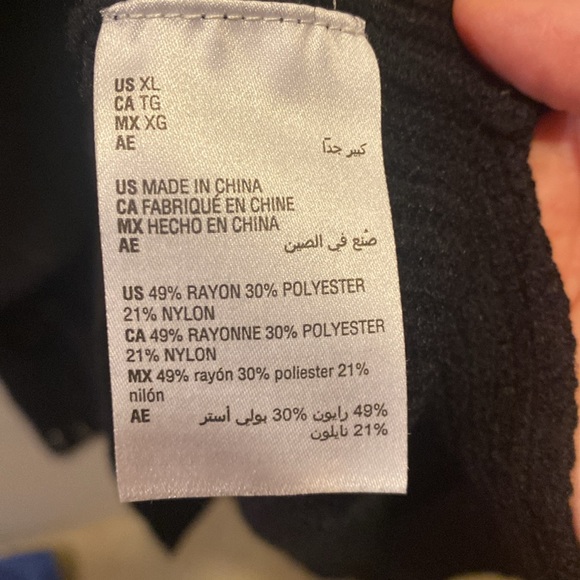 US XL
CA TG
MX XG
AE كبير جدًا
US MADE IN CHINA
CA FABRIQUÉ EN CHINE
MX HECHO EN CHINA
AE صُنع في الصين
US 49% RAYON 30% POLYESTER
21% NYLON
CA 49% RAYONNE 30% POLYESTER
21% NYLON
MX 49% rayón 30% poliester 21%
nilón
AE 49% رايون 30% بولي أستر
21% نايلون